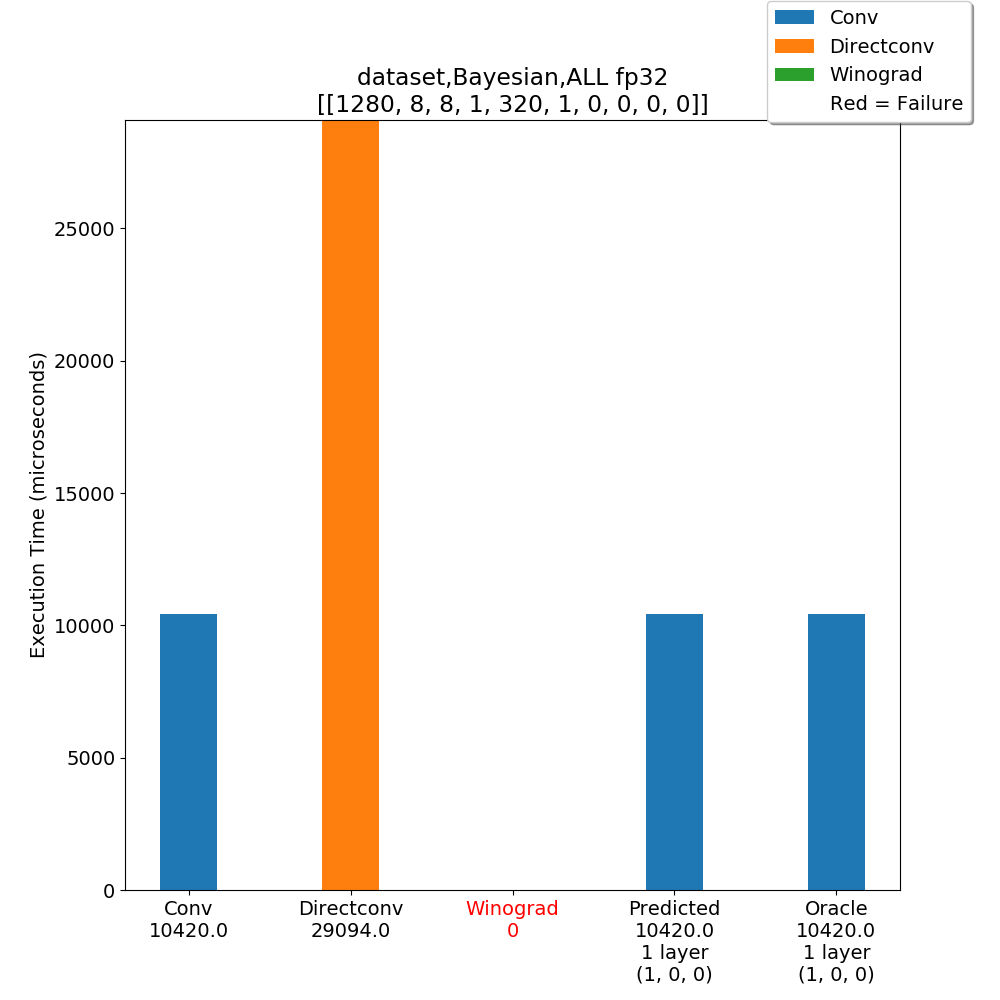 Conv
Directconv
Winograd
Red = Failure
dataset,Bayesian,ALL fp32
[[1280, 8, 8, 1, 320, 1, 0, 0, 0, 0]]
Execution Time (microseconds)
25000
20000
15000
10000
5000
0
Conv
10420.0
Directconv
29094.0
Winograd
0
Predicted
10420.0
1 layer
(1, 0, 0)
Oracle
10420.0
1 layer
(1, 0, 0)